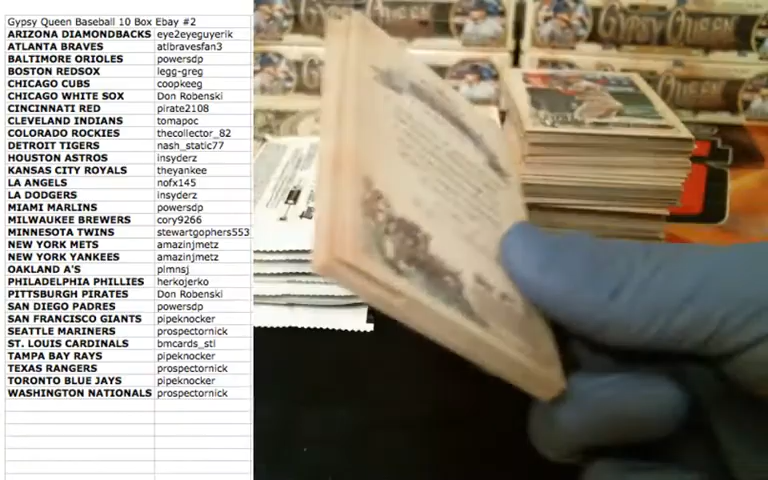 Gypsy Queen Baseball 10 Box Ebay #2
ARIZONA DIAMONDBACKS eye2eyeguyerik
ATLANTA BRAVES atlbravesfan3
BALTIMORE ORIOLES powersdp
BOSTON REDSOX legg-greg
CHICAGO CUBS coopkeeg
CHICAGO WHITE SOX Don Robenski
CINCINNATI RED pirate2108
CLEVELAND INDIANS tomapoc
COLORADO ROCKIES thecollector_82
DETROIT TIGERS nash_static77
HOUSTON ASTROS insyderz
KANSAS CITY ROYALS theyankee
LA ANGELS nofx145
LA DODGERS insyderz
MIAMI MARLINS powersdp
MILWAUKEE BREWERS cory9266
MINNESOTA TWINS stewartgophers553
NEW YORK METS amazinjmetz
NEW YORK YANKEES amazinjmetz
OAKLAND A'S plmnsj
PHILADELPHIA PHILLIES herkojerko
PITTSBURGH PIRATES Don Robenski
SAN DIEGO PADRES powersdp
SAN FRANCISCO GIANTS pipeknocker
SEATTLE MARINERS prospectornick
ST. LOUIS CARDINALS bmcards_stl
TAMPA BAY RAYS pipeknocker
TEXAS RANGERS prospectornick
TORONTO BLUE JAYS pipeknocker
WASHINGTON NATIONALS prospectornick
GYPSY QUEEN
QUEEN